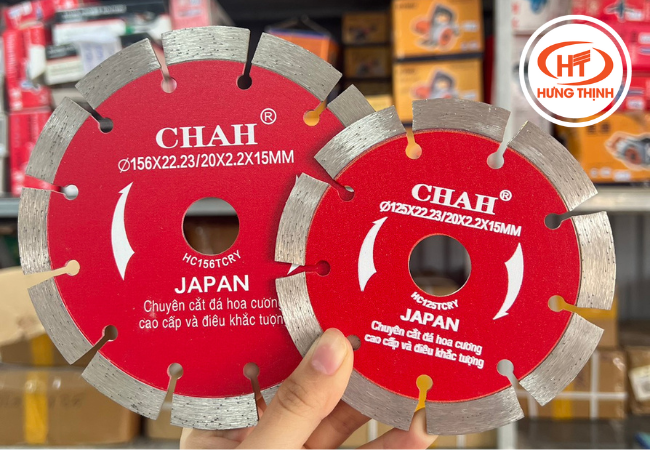 CHAH®
Ø156X22.23/20X2.2X15MM
HC156TCRY
JAPAN
Chuyên cắt đá hoa cương
cao cấp và điêu khắc tượng
CHAH®
Ø125X22.23/20X2.2X15MM
HC125TCRY
JAPAN
Chuyên cắt đá hoa cương
cao cấp và điêu khắc tượng
HT
HƯNG THỊNH